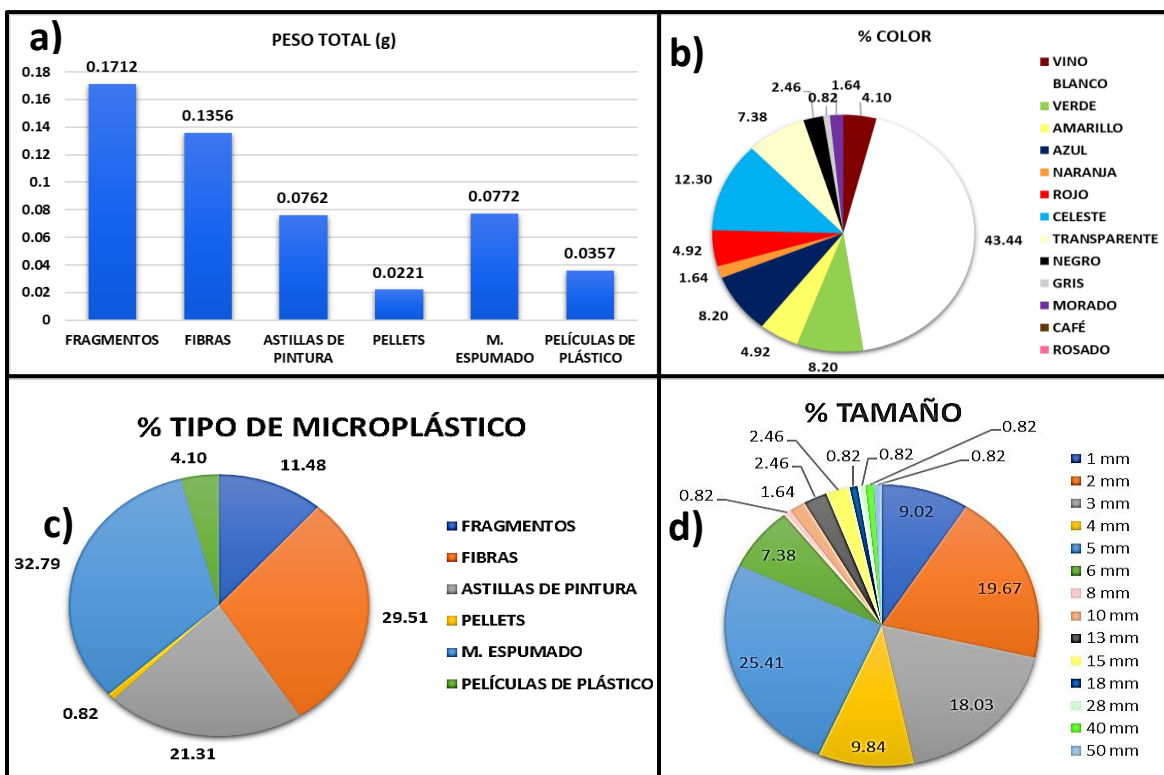 a)
PESO TOTAL (g)
0.18
0.16
0.14
0.12
0.1
0.08
0.06
0.04
0.02
0
0.1712
0.1356
0.0762
0.0221
0.0772
0.0357
FRAGMENTOS
FIBRAS
ASTILLAS DE
PINTURA
PELLETS
M.
ESPUMADO
PELÍCULAS DE
PLÁSTICO
b)
% COLOR
4.10
43.44
8.20
4.92
8.20
1.64
4.92
12.30
7.38
2.46
0.82
1.64
VINO
BLANCO
VERDE
AMARILLO
AZUL
NARANJA
ROJO
CELESTE
TRANSPARENTE
NEGRO
GRIS
MORADO
CAFÉ
ROSADO
c)
% TIPO DE MICROPLÁSTICO
11.48
29.51
21.31
0.82
32.79
4.10
FRAGMENTOS
FIBRAS
ASTILLAS DE PINTURA
PELLETS
M. ESPUMADO
PELÍCULAS DE PLÁSTICO
d)
% TAMAÑO
9.02
19.67
18.03
9.84
25.41
7.38
0.82
1.64
2.46
2.46
0.82
0.82
0.82
0.82
1 mm
2 mm
3 mm
4 mm
5 mm
6 mm
8 mm
10 mm
13 mm
15 mm
18 mm
28 mm
40 mm
50 mm